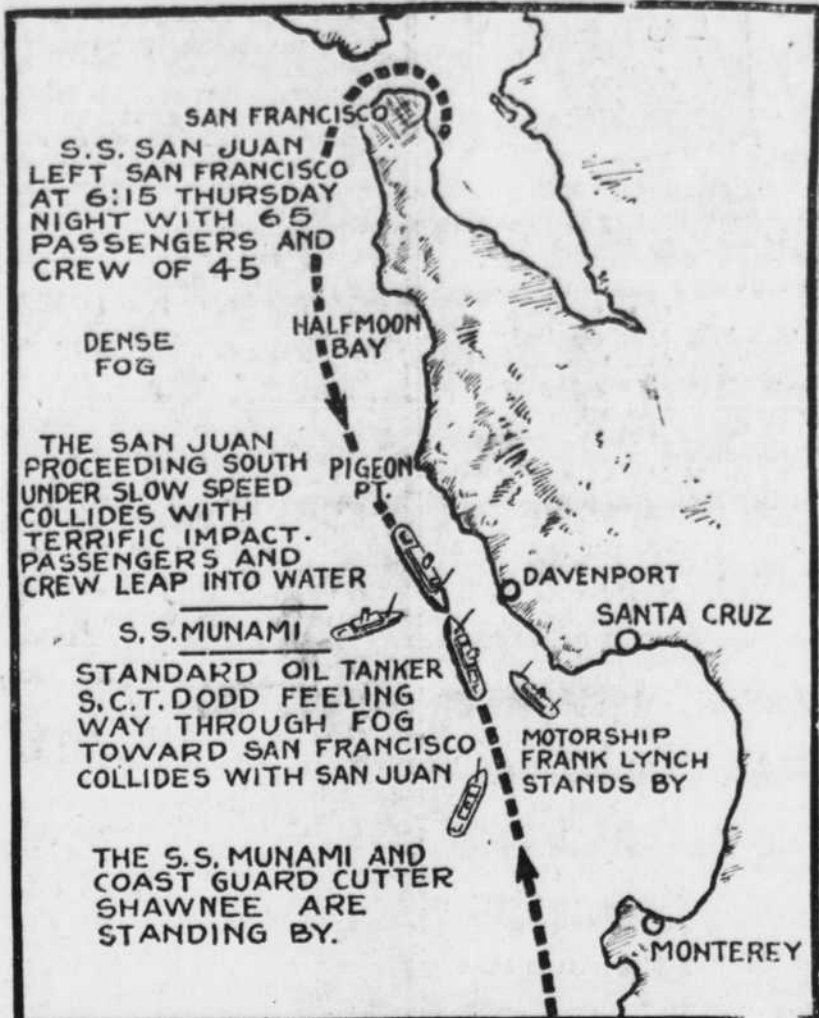 SAN FRANCISCO
S.S. SAN JUAN
LEFT SAN FRANCISCO
AT 6:15 THURSDAY
NIGHT WITH 65
PASSENGERS AND
CREW OF 45
HALFMOON
BAY
DENSE
FOG
THE SAN JUAN
PROCEEDING SOUTH
UNDER SLOW SPEED
COLLIDES WITH
TERRIFIC IMPACT.
PASSENGERS AND
CREW LEAP INTO WATER
PIGEON
PT.
DAVENPORT
SANTA CRUZ
S.S. MUNAMI
STANDARD OIL TANKER
S.C.T. DODD FEELING
WAY THROUGH FOG
TOWARD SAN FRANCISCO
COLLIDES WITH SAN JUAN
MOTORSHIP
FRANK LYNCH
STANDS BY
THE S.S. MUNAMI AND
COAST GUARD CUTTER
SHAWNEE ARE
STANDING BY.
MONTEREY